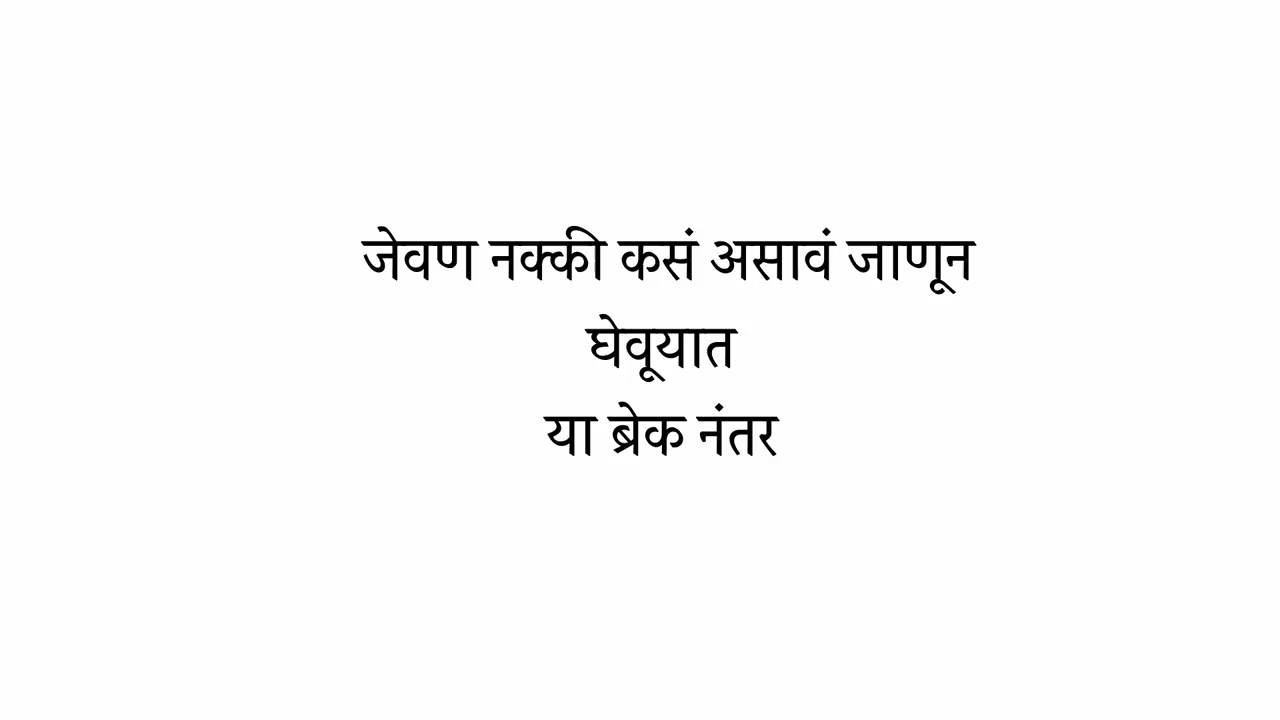 जेवण नक्की कसं असावं जाणून
घेवूयात
या ब्रेक नंतर